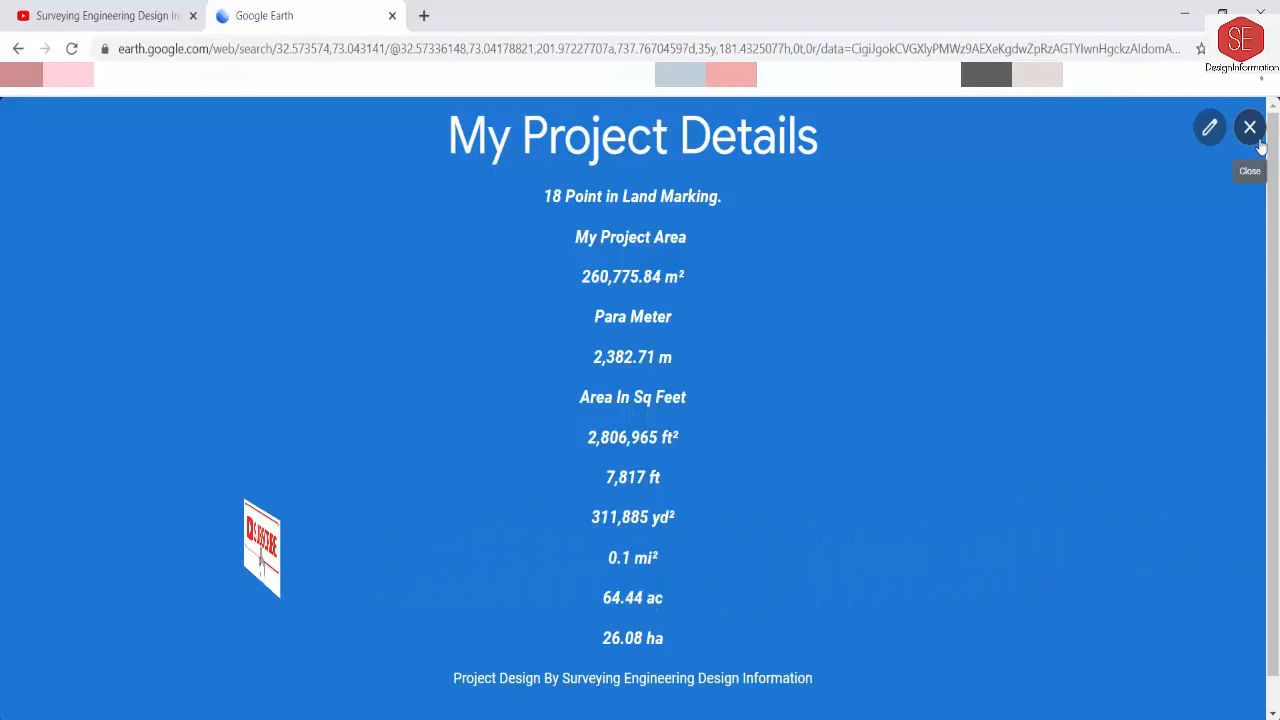 Surveying Engineering Design In
Google Earth
earth.google.com/web/search/32.573574,73.043141/@32.57336148,73.04178821,201.97227707a,737.76704597d,35y,181.4325077h,0t,0r/data=
SE
DesignInformation
My Project Details
Close
18 Point in Land Marking.
My Project Area
260,775.84 m²
Para Meter
2,382.71 m
Area In Sq Feet
2,806,965 ft²
7,817 ft
311,885 yd²
0.1 mi²
64.44 ac
26.08 ha
SUBSCRIBE
Project Design By Surveying Engineering Design Information